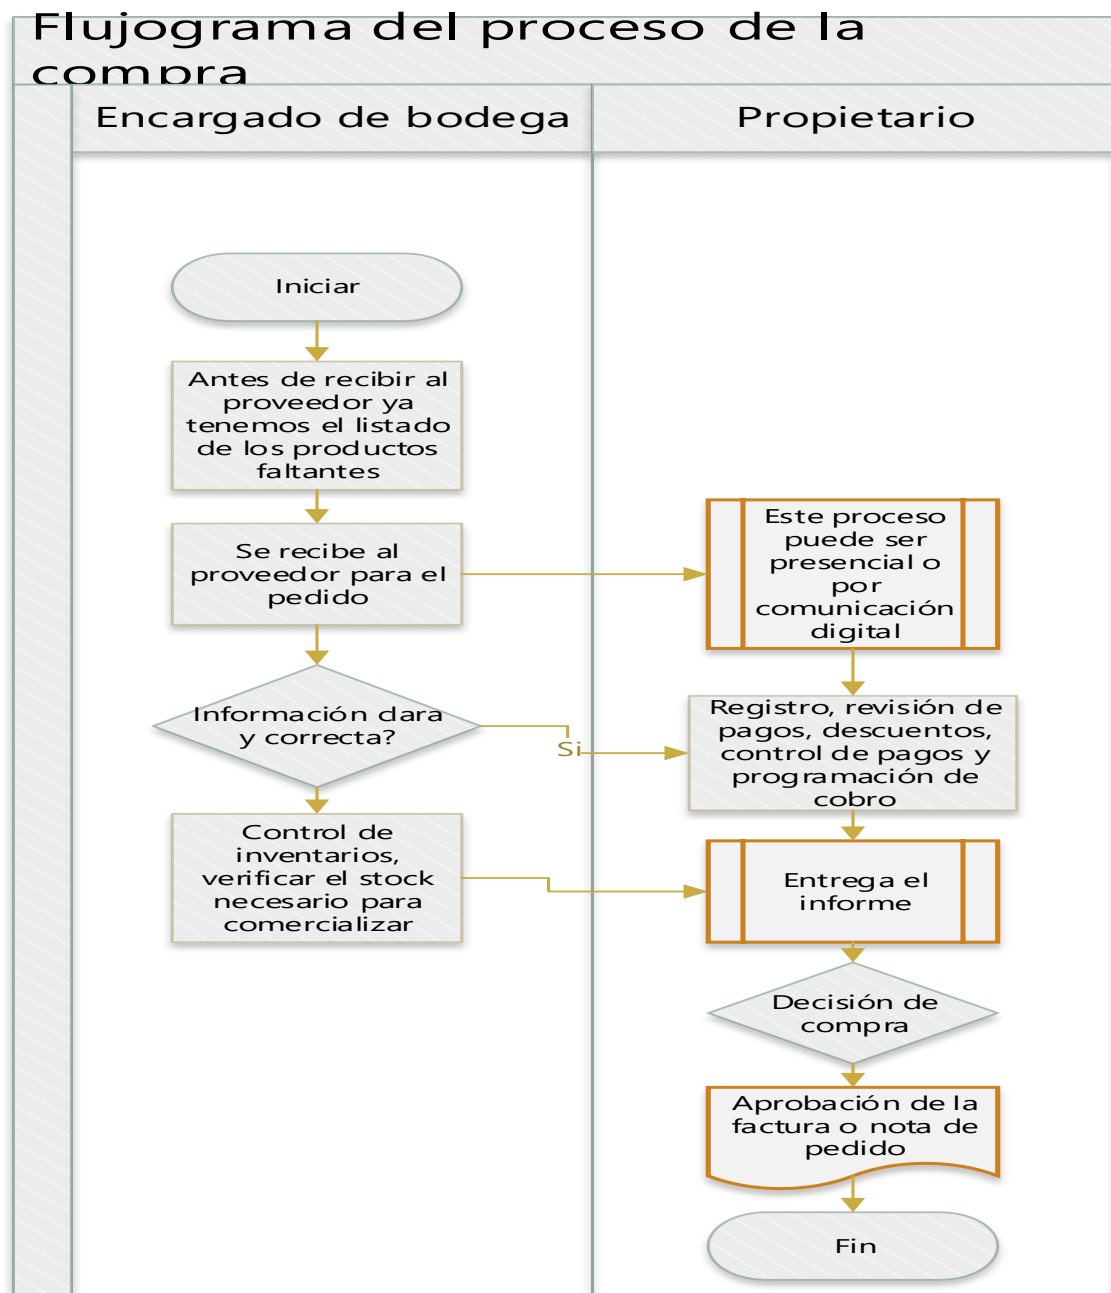 Flujograma del proceso de la
compra
Encargado de bodega
Propietario
Iniciar
Antes de recibir al
proveedor ya
tenemos el listado
de los productos
faltantes
Se recibe al
proveedor para el
pedido
Este proceso
puede ser
presencial o
por
comunicación
digital
Información clara
y correcta?
Si
Registro, revisión de
pagos, descuentos,
control de pagos y
programación de
cobro
Control de
inventarios,
verificar el stock
necesario para
comercializar
Entrega el
informe
Decisión de
compra
Aprobación de la
factura o nota de
pedido
Fin